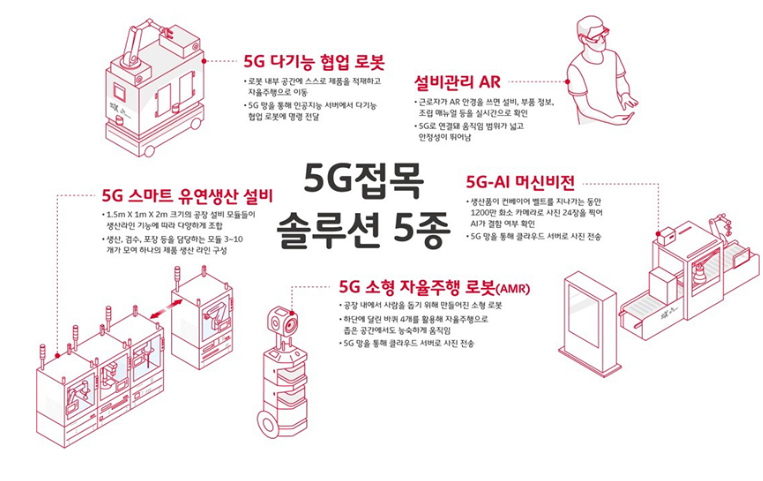 5G 다기능 협업 로봇
• 로봇 내부 공간에 스스로 제품을 적재하고
자율주행으로 이동
• 5G 망을 통해 인공지능 서버에서 다기능
협업 로봇에 명령 전달
설비관리 AR
• 근로자가 AR 안경을 쓰면 설비, 부품 정보,
조립 매뉴얼 등을 실시간으로 확인
• 5G로 연결돼 움직임 범위가 넓고
안정성이 뛰어남
5G접목
솔루션 5종
5G 스마트 유연생산 설비
• 1.5m X 1m X 2m 크기의 공장 설비 모듈들이
생산라인 기능에 따라 다양하게 조합
• 생산, 검수, 포장 등을 담당하는 모듈 3~10
개가 모여 하나의 제품 생산 라인 구성
5G-AI 머신비전
• 생산품이 컨베이어 벨트를 지나가는 동안
1200만 화소 카메라로 사진 24장을 찍어
AI가 결함 여부 확인
• 5G 망을 통해 클라우드 서버로 사진 전송
5G 소형 자율주행 로봇(AMR)
• 공장 내에서 사람을 돕기 위해 만들어진 소형 로봇
• 하단에 달린 바퀴 4개를 활용해 자율주행으로
좁은 공간에서도 능숙하게 움직임
• 5G 망을 통해 클라우드 서버로 사진 전송